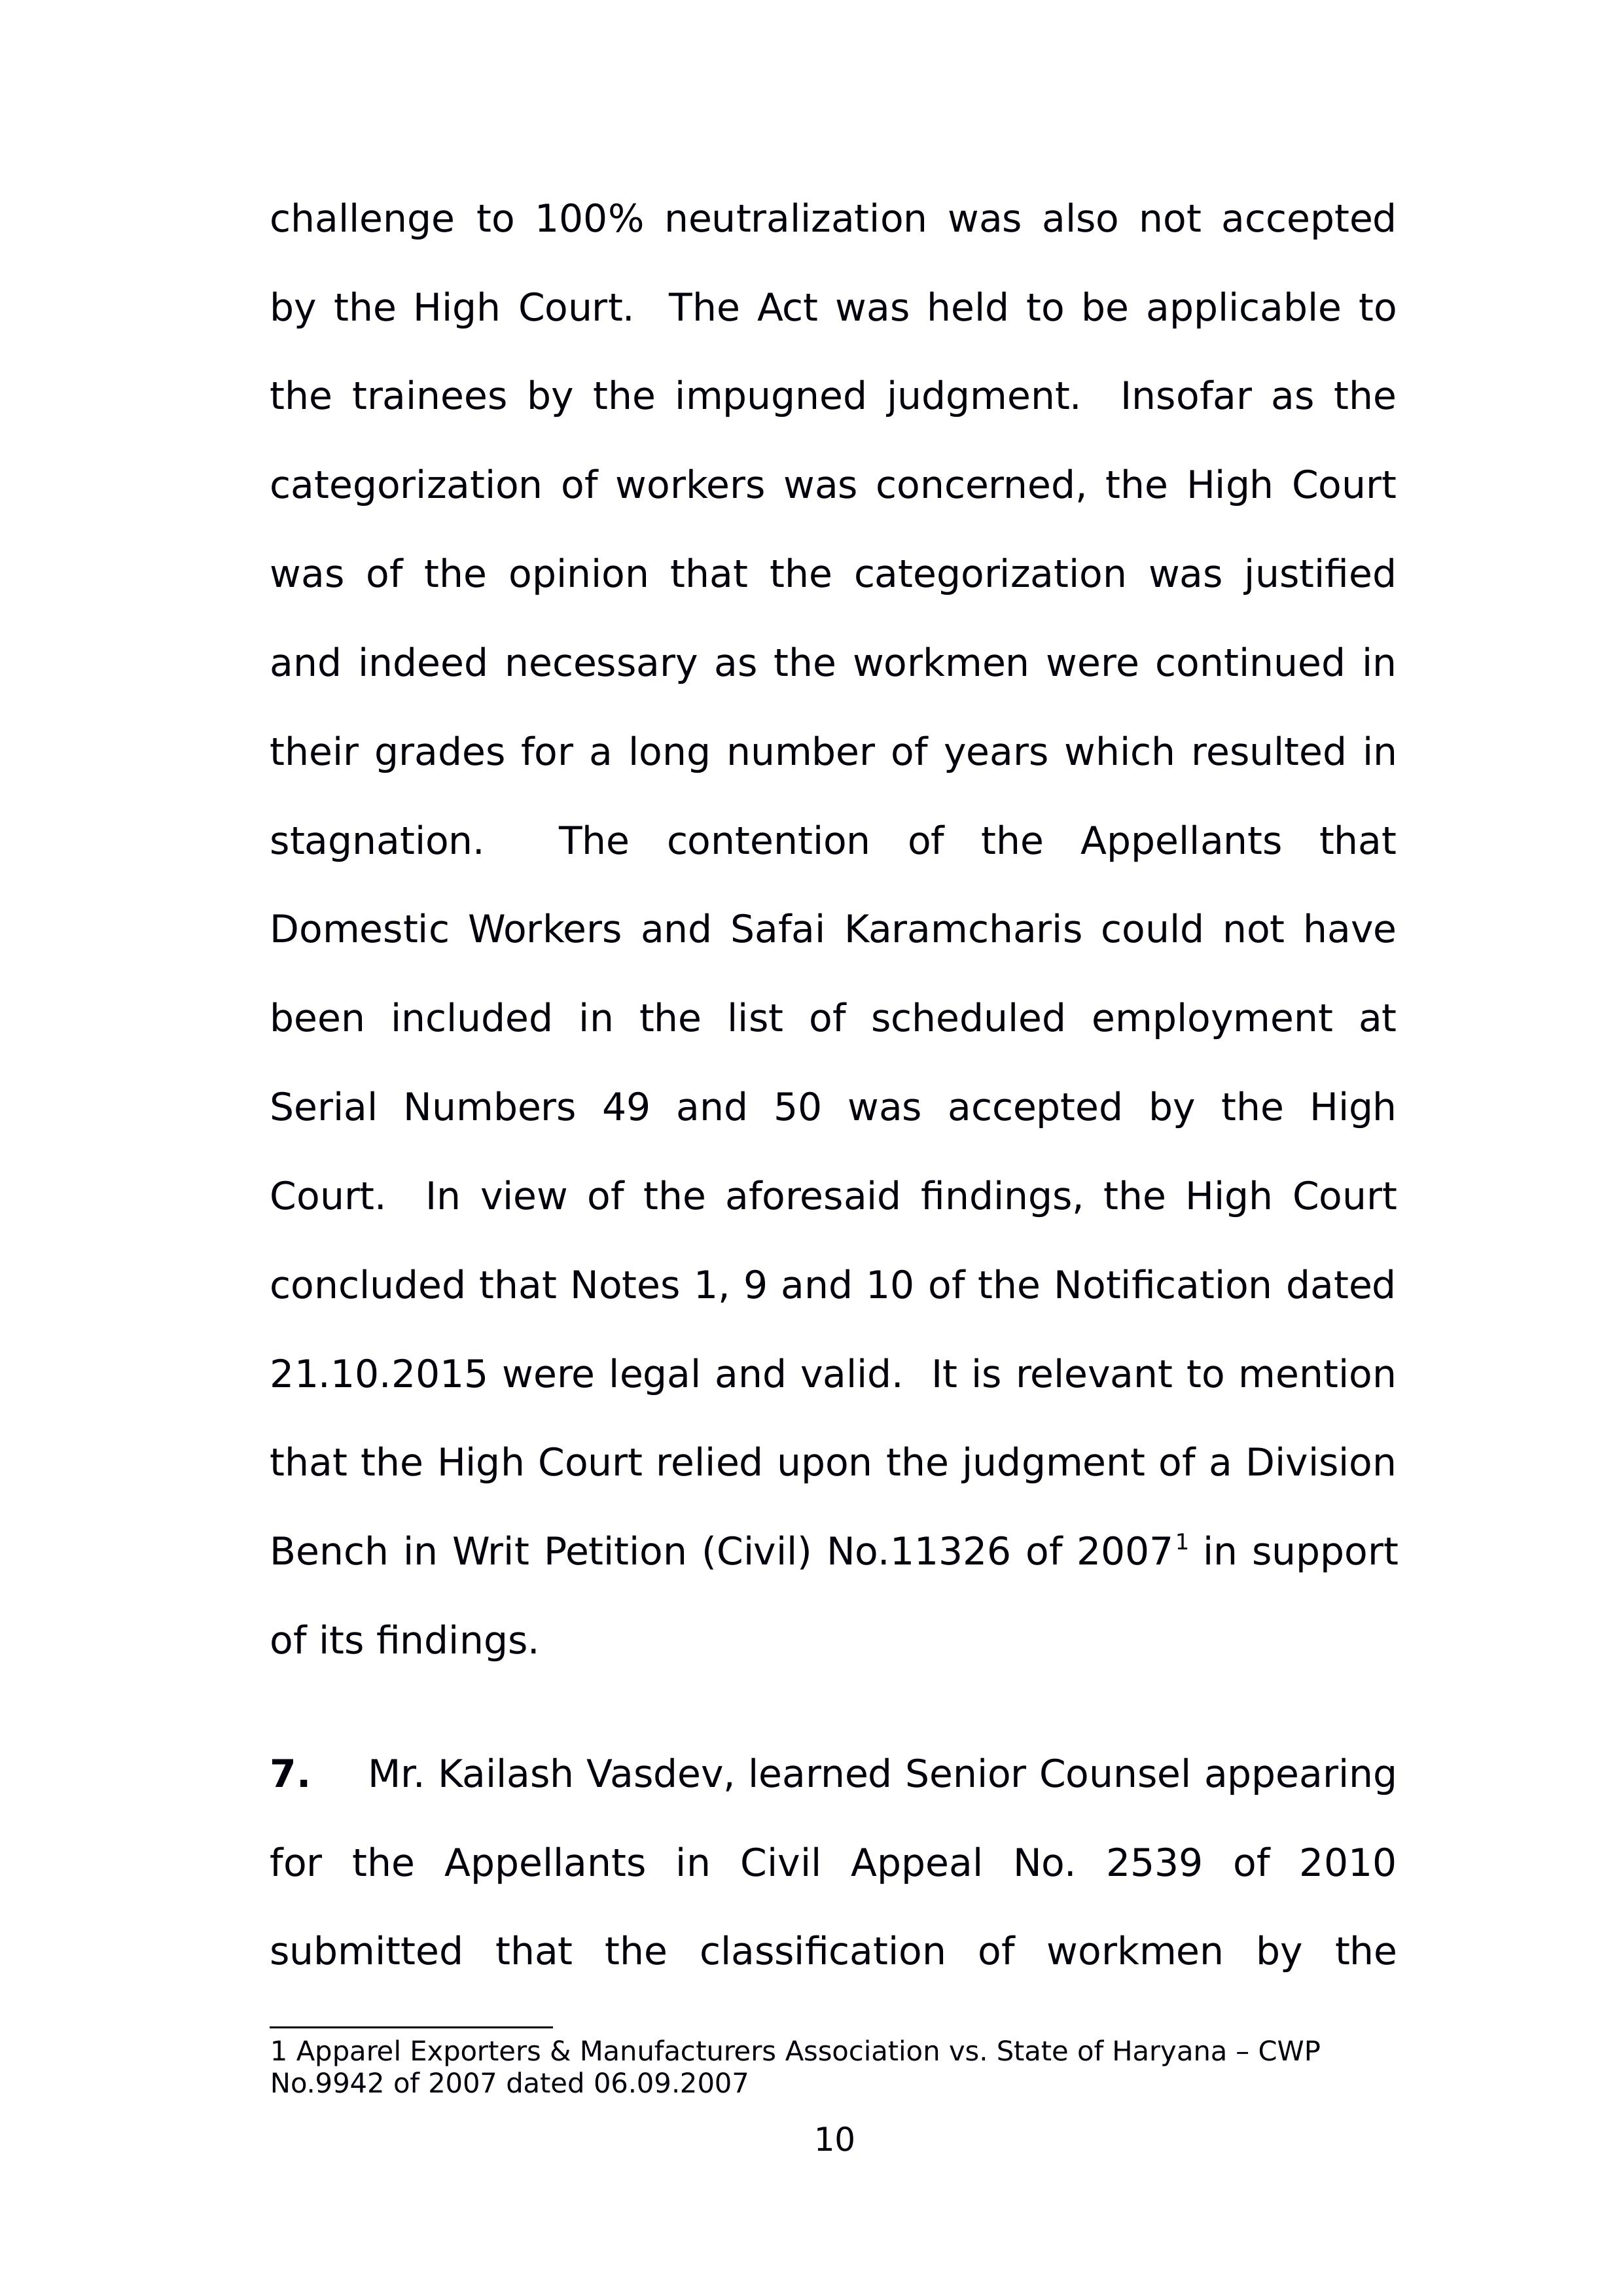 challenge to 100% neutralization was also not accepted
by the High Court. The Act was held to be applicable to
the trainees by the impugned judgment. Insofar as the
categorization of workers was concerned, the High Court
was of the opinion that the categorization was justified
and indeed necessary as the workmen were continued in
their grades for a long number of years which resulted in
stagnation. The contention of the Appellants that
Domestic Workers and Safai Karamcharis could not have
been included in the list of scheduled employment at
Serial Numbers 49 and 50 was accepted by the High
Court. In view of the aforesaid findings, the High Court
concluded that Notes 1, 9 and 10 of the Notification dated
21.10.2015 were legal and valid. It is relevant to mention
that the High Court relied upon the judgment of a Division
Bench in Writ Petition (Civil) No.11326 of 2007¹ in support
of its findings.
7. Mr. Kailash Vasdev, learned Senior Counsel appearing
for the Appellants in Civil Appeal No. 2539 of 2010
submitted that the classification of workmen by the
1 Apparel Exporters & Manufacturers Association vs. State of Haryana – CWP
No.9942 of 2007 dated 06.09.2007
10